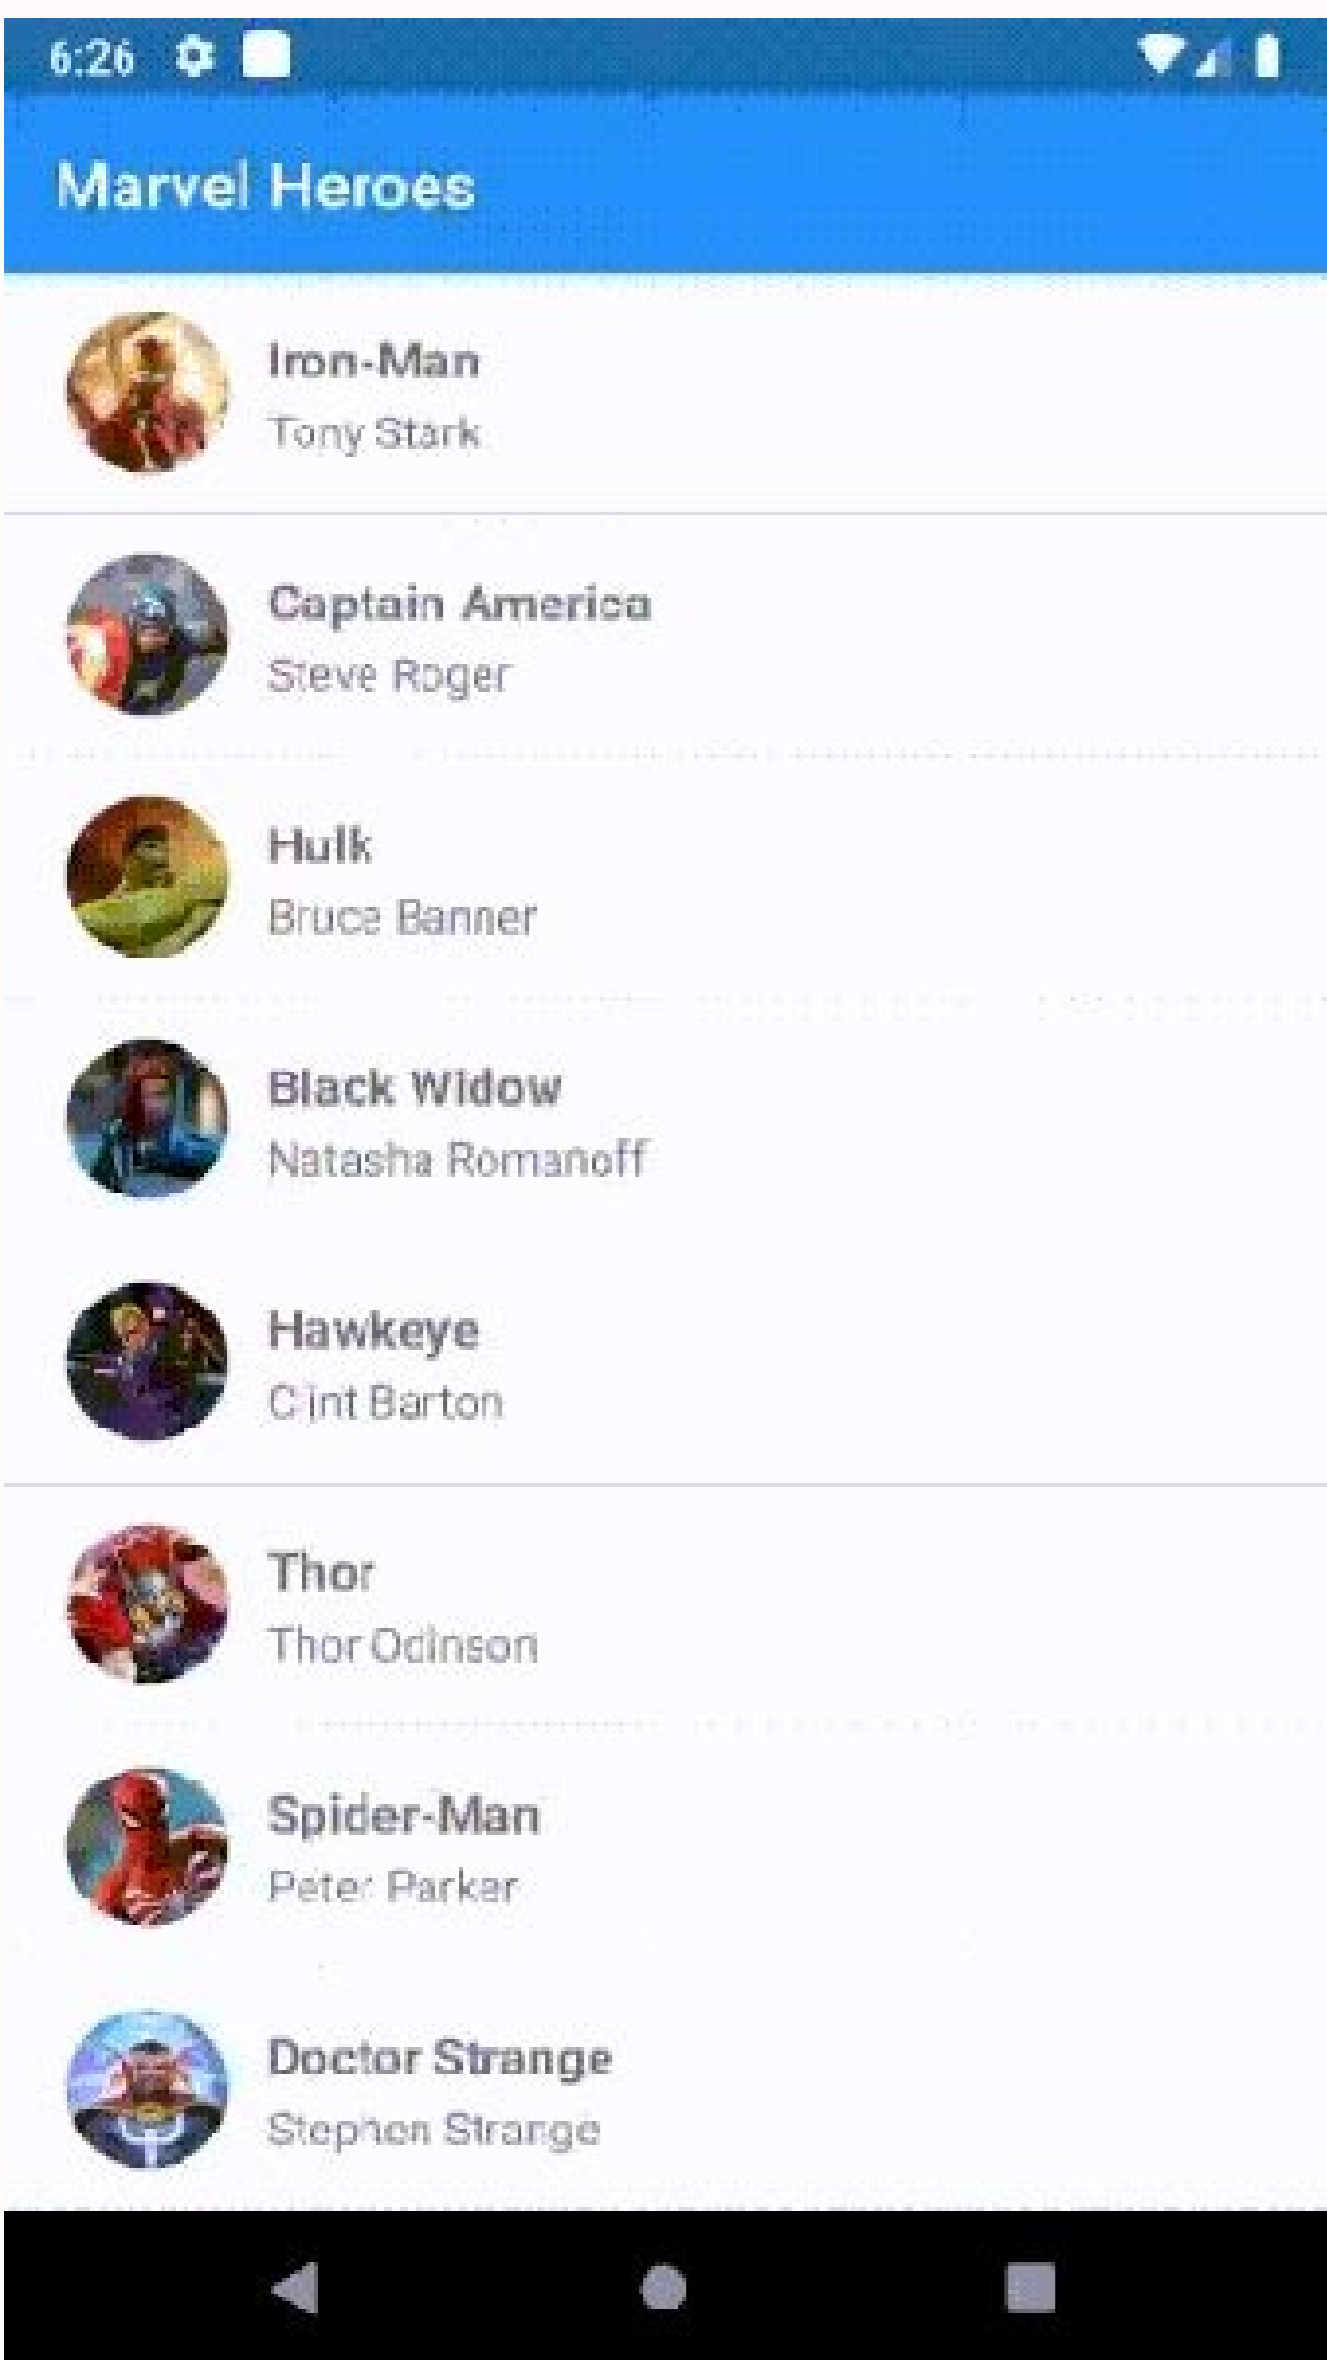 6:26
Marvel Heroes
Iron-Man
Tony Stark
Captain America
Steve Roger
Hulk
Bruce Banner
Black Widow
Natasha Romanoff
Hawkeye
Clint Barton
Thor
Thor Odinson
Spider-Man
Peter Parker
Doctor Strange
Stephen Strange